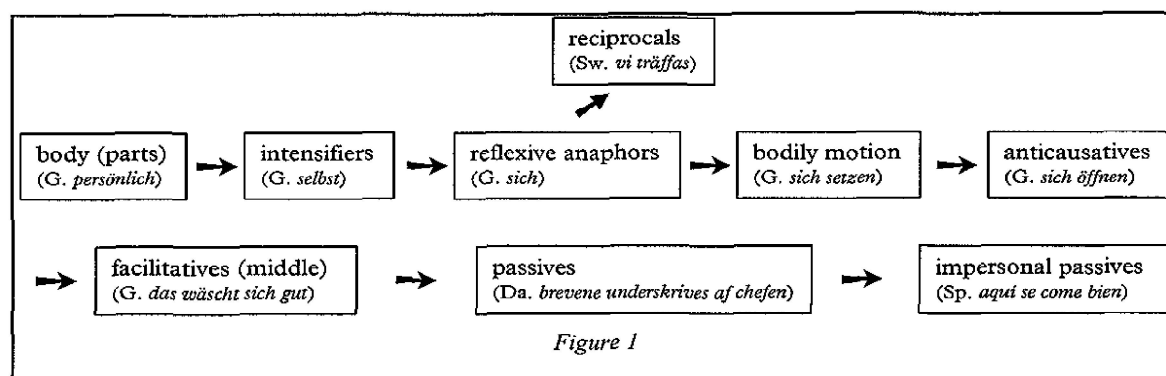 reciprocals
(Sw. vi träffas)
body (parts)
(G. persönlich)
intensifiers
(G. selbst)
reflexive anaphors
(G. sich)
bodily motion
(G. sich setzen)
anticausatives
(G. sich öffnen)
facilitatives (middle)
(G. das wäscht sich gut)
passives
(Da. brevene underskrives af chefen)
impersonal passives
(Sp. aquí se come bien)
Figure 1